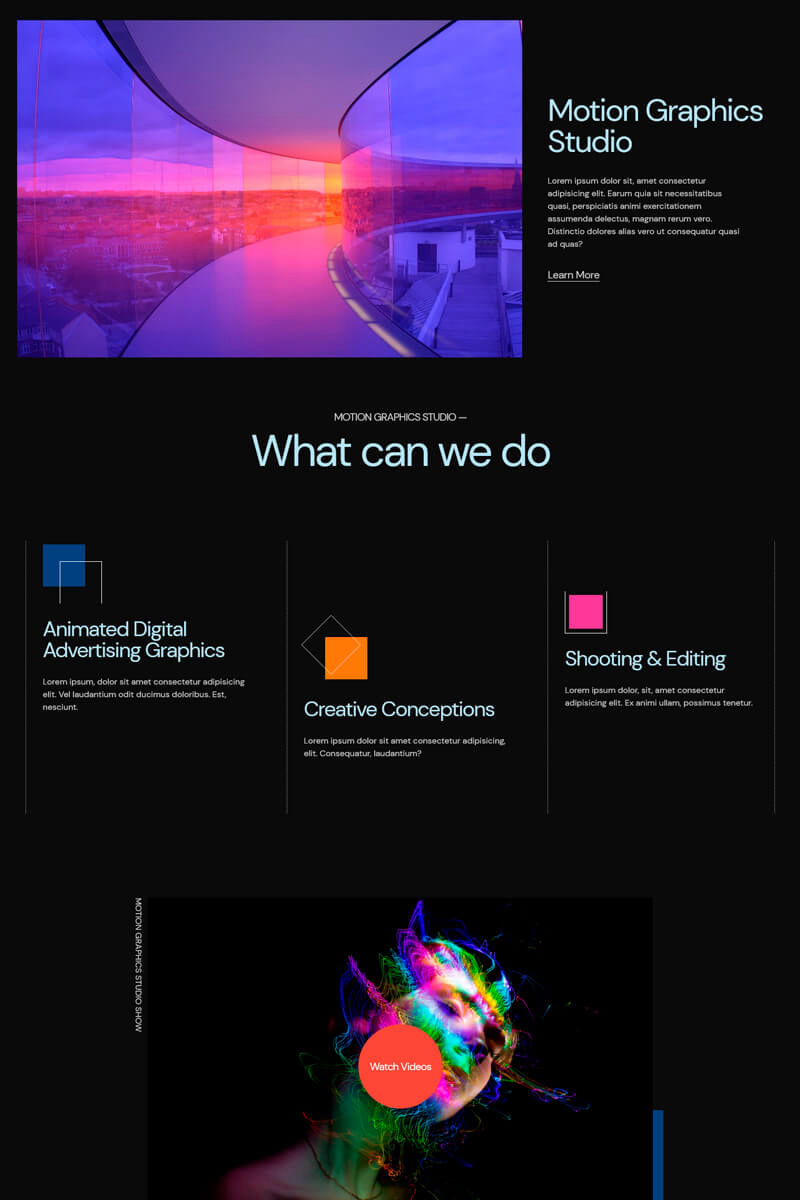 Motion Graphics
Studio
Lorem ipsum dolor sit, amet consectetur
adipisicing elit. Earum quia sit necessitatibus
quasi, perspiciatis animi exercitationem
assumenda delectus, magnam rerum vero.
Distinctio dolores alias vero ut consequatur quasi
ad quas?
Learn More
MOTION GRAPHICS STUDIO —
What can we do
Animated Digital
Advertising Graphics
Lorem ipsum, dolor sit amet consectetur adipisicing
elit. Vel laudantium odit ducimus doloribus. Est,
nesciunt.
Creative Conceptions
Lorem ipsum dolor sit amet consectetur adipisicing,
elit. Consequatur, laudantium?
Shooting & Editing
Lorem ipsum dolor, sit, amet consectetur
adipisicing elit. Ex animi ullam, possimus tenetur.
MOTION GRAPHICS STUDIO SHOW
Watch Videos